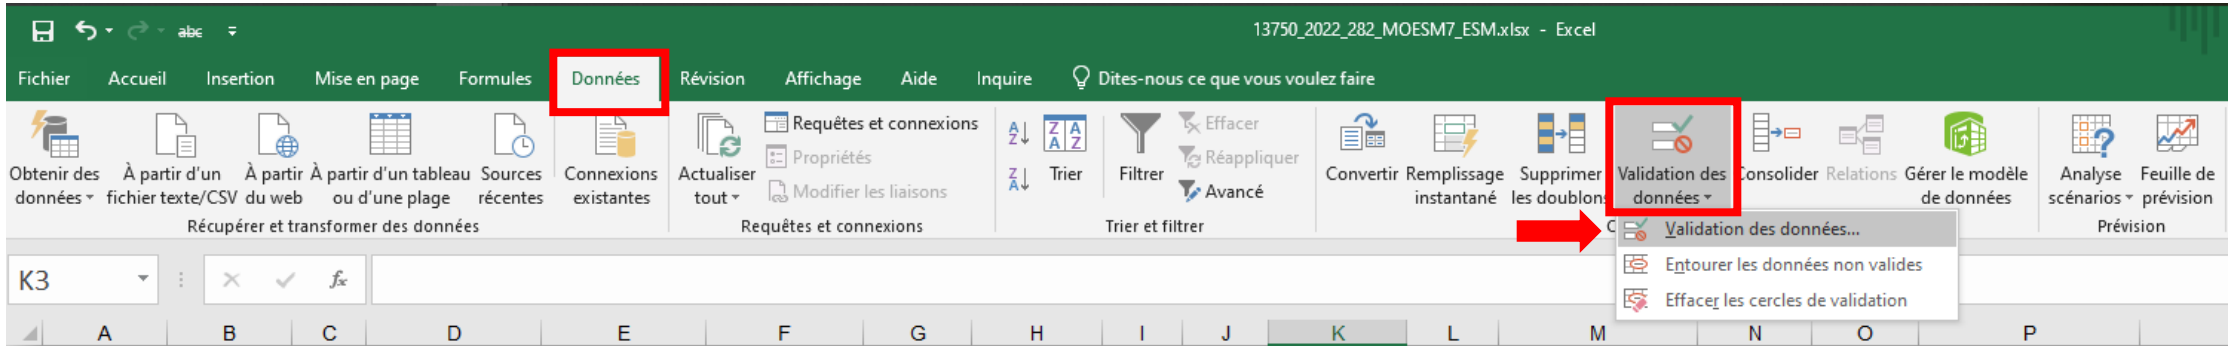 abc
13750_2022_282_MOESM7_ESM.xlsx - Excel
Fichier Accueil Insertion Mise en page Formules Données Révision Affichage Aide Inquire Dites-nous ce que vous voulez faire
Obtenir des
données
À partir d'un
fichier texte/CSV
À partir
du web
À partir d'un tableau
ou d'une plage
Sources
récentes
Récupérer et transformer des données
Connexions
existantes
Actualiser
tout
Requêtes et connexions
Propriétés
Modifier les liaisons
Requêtes et connexions
Trier
Filtrer
Effacer
Réappliquer
Avancé
Trier et filtrer
Convertir
Remplissage
instantané
Supprimer
les doublons
Validation des
données
Consolider
Relations
Gérer le modèle
de données
Analyse
scénarios
Feuille de
prévision
Prévision
Validation des données...
Entourer les données non valides
Effacer les cercles de validation
K3
fx
A B C D E F G H I J K L M N O P